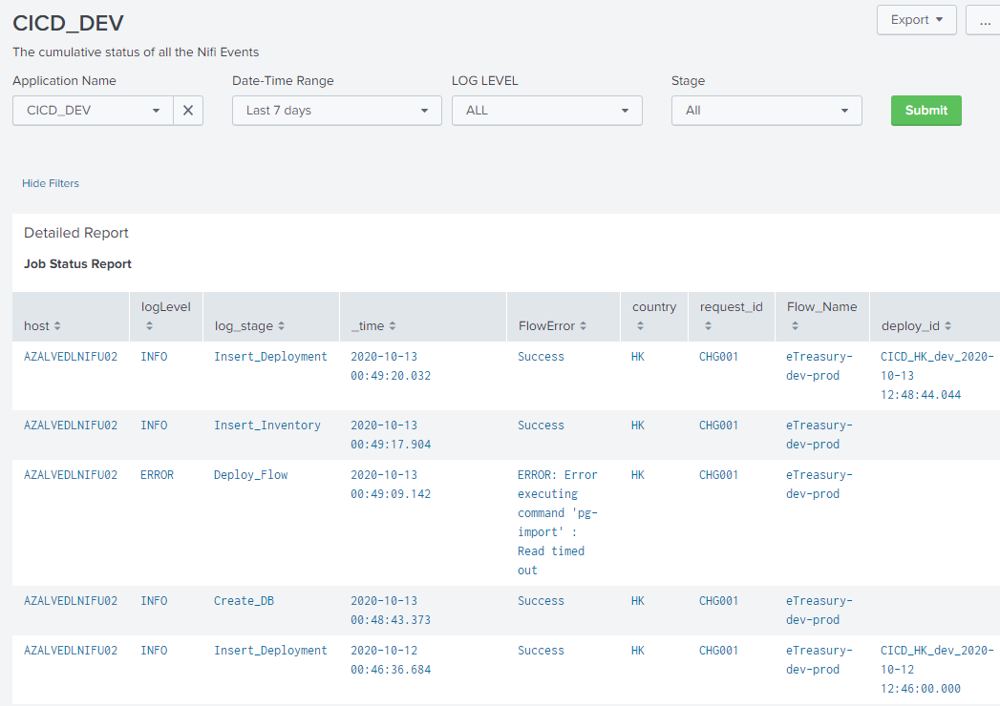 CICD_DEV
Export
...
The cumulative status of all the Nifi Events
Application Name
Date-Time Range
LOG LEVEL
Stage
CICD_DEV
Last 7 days
ALL
All
Submit
Hide Filters
Detailed Report
Job Status Report
host
logLevel
log_stage
_time
FlowError
country
request_id
Flow_Name
deploy_id
AZALVEDLNIFU02 INFO Insert_Deployment 2020-10-13 Success HK CHG001 eTreasury- CICD_HK_dev_2020-
00:49:20.032 dev-prod 10-13
12:48:44.044
AZALVEDLNIFU02 INFO Insert_Inventory 2020-10-13 Success HK CHG001 eTreasury-
00:49:17.904 dev-prod
AZALVEDLNIFU02 ERROR Deploy_Flow 2020-10-13 ERROR: Error HK CHG001 eTreasury-
00:49:09.142 executing dev-prod
command 'pg-
import' :
Read timed
out
AZALVEDLNIFU02 INFO Create_DB 2020-10-13 Success HK CHG001 eTreasury-
00:48:43.373 dev-prod
AZALVEDLNIFU02 INFO Insert_Deployment 2020-10-12 Success HK CHG001 eTreasury- CICD_HK_dev_2020-
00:46:36.684 dev-prod 10-12
12:46:00.000